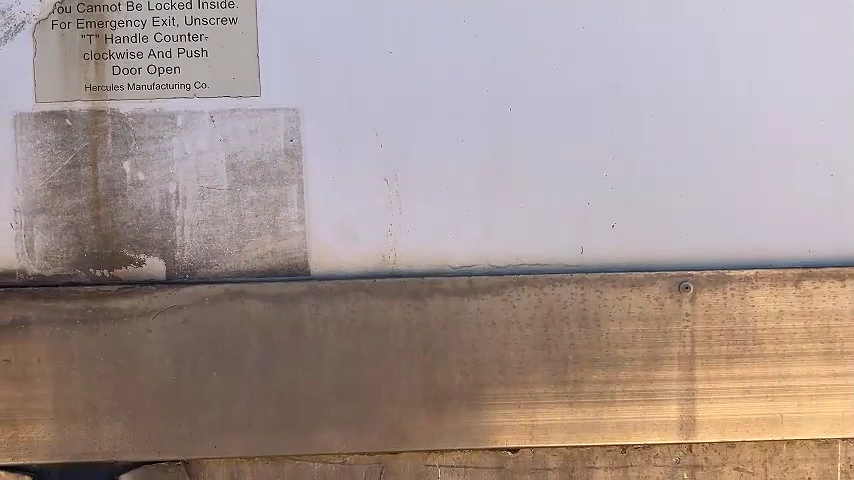 You Cannot Be Locked Inside.
For Emergency Exit, Unscrew
"T" Handle Counter-
clockwise And Push
Door Open
Hercules Manufacturing Co.